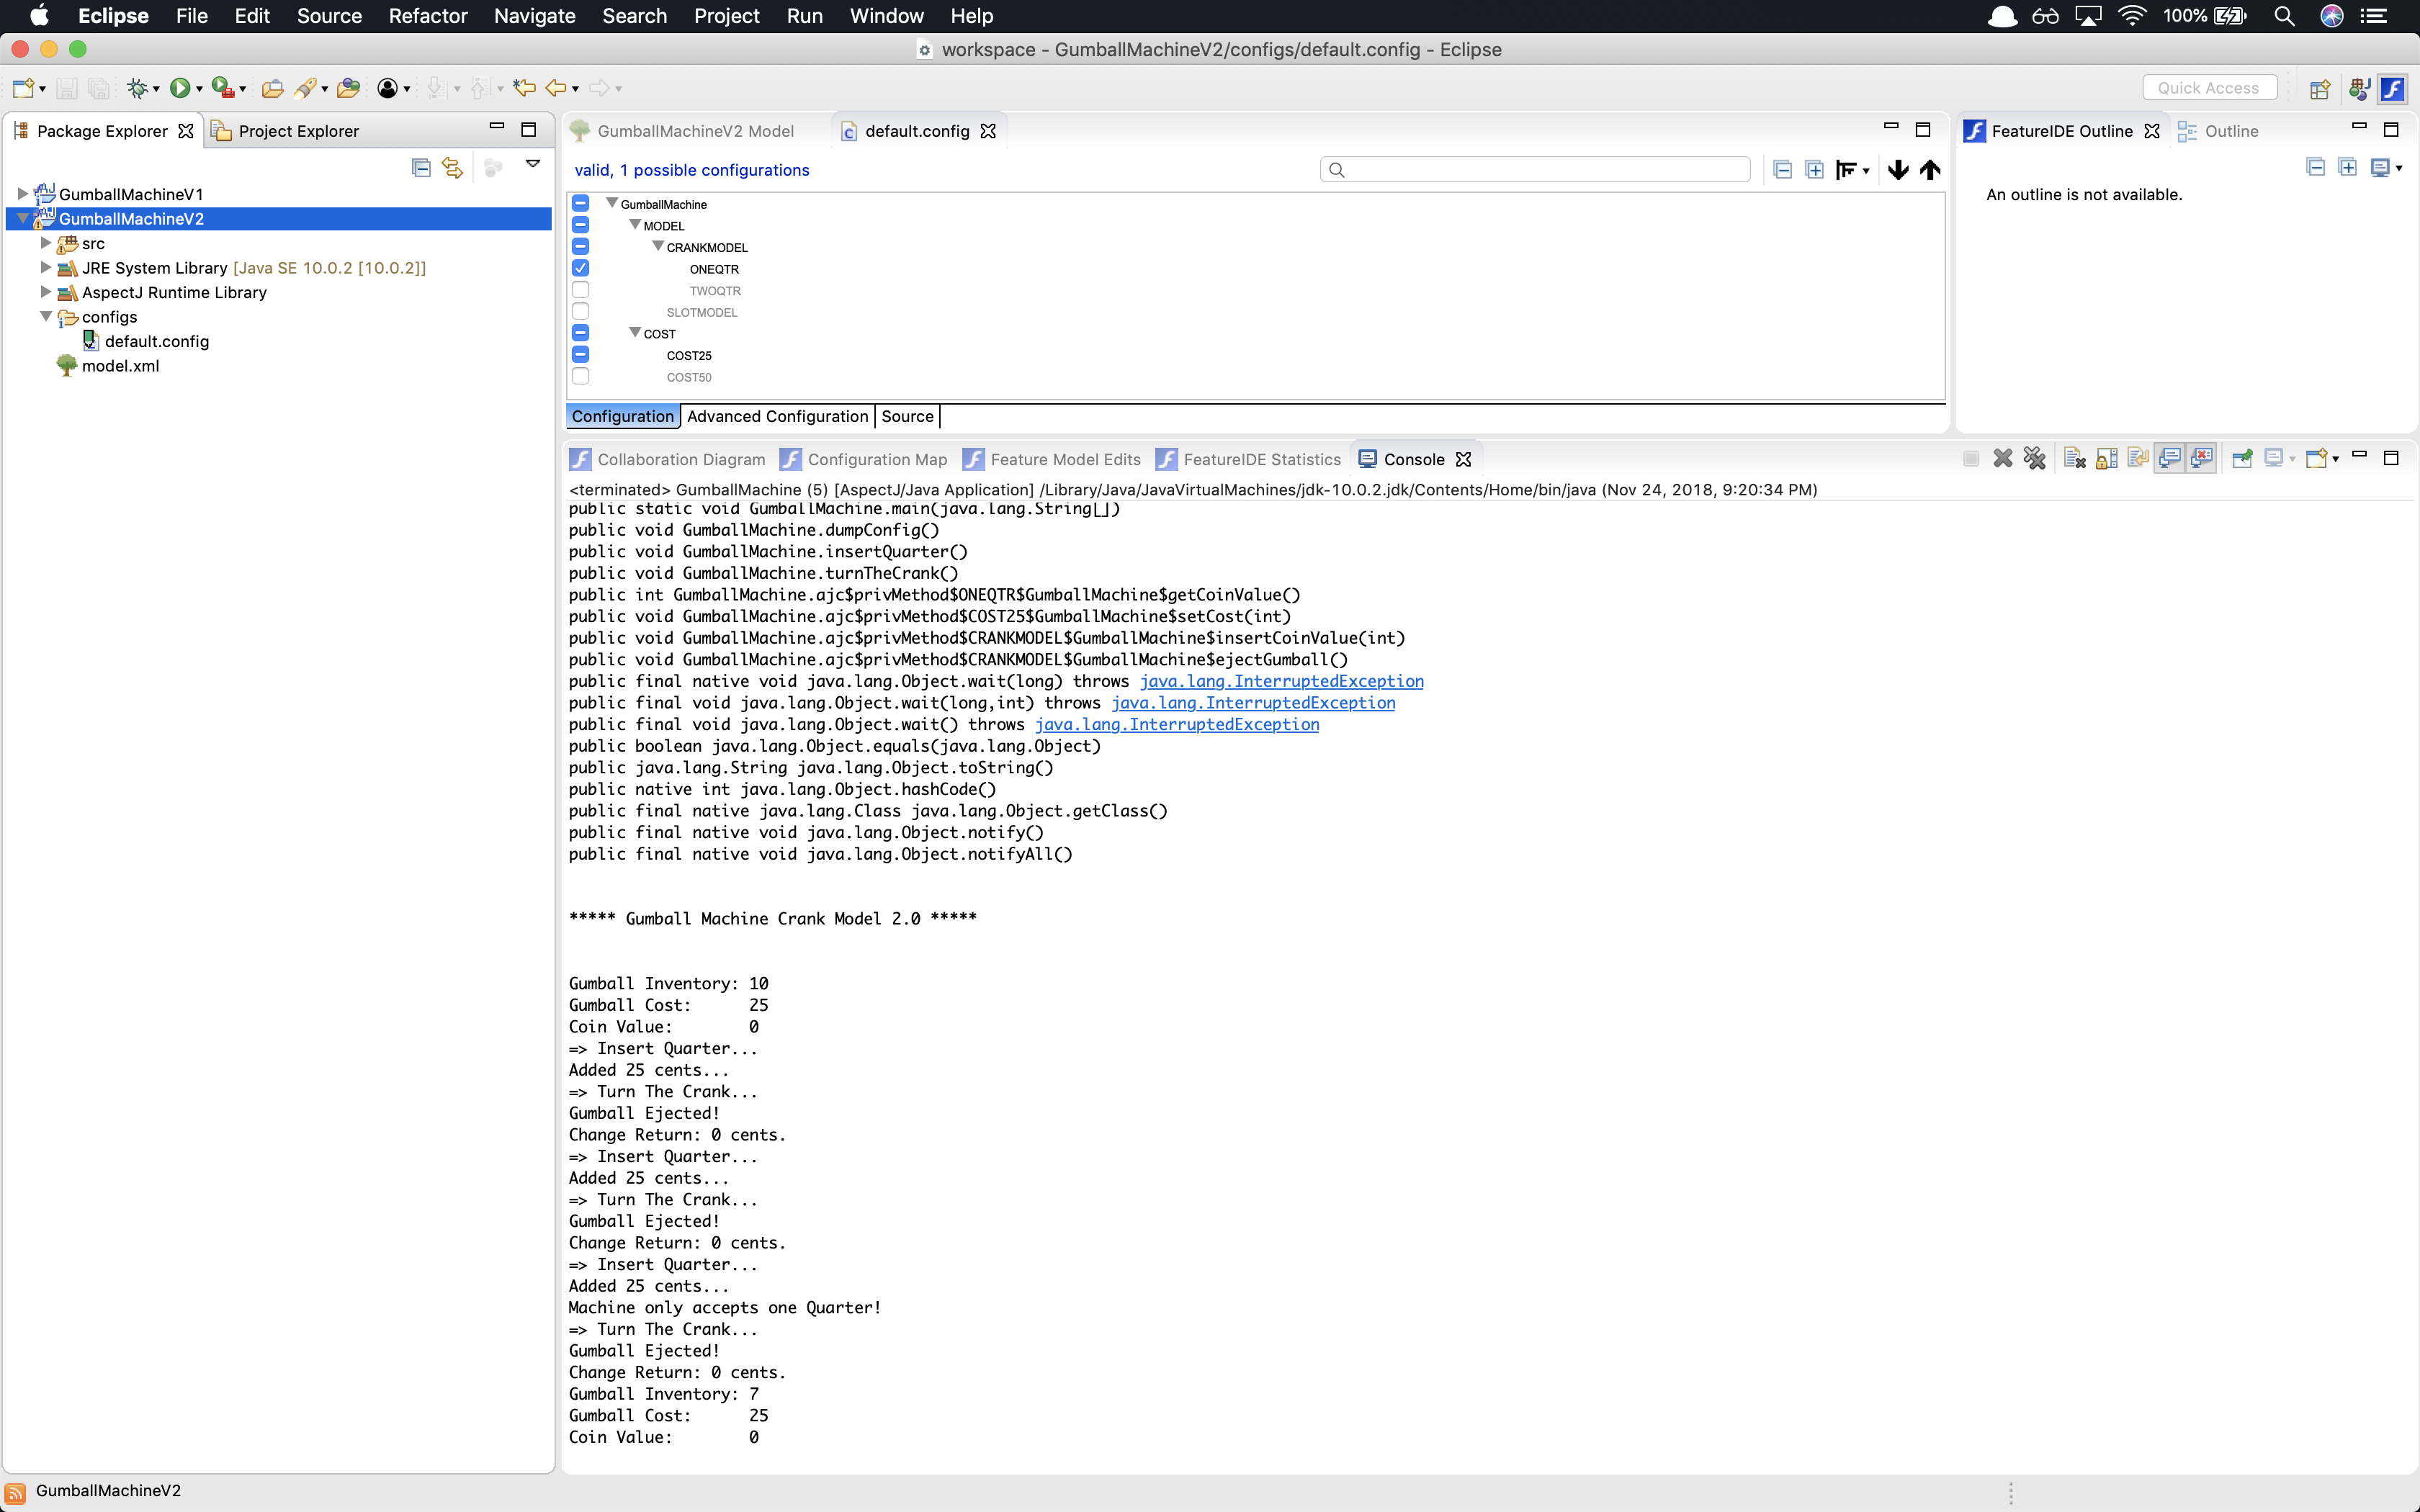 Eclipse File Edit Source Refactor Navigate Search Project Run Window Help 100%
workspace - GumballMachineV2/configs/default.config - Eclipse
Quick Access
Package Explorer Project Explorer
GumballMachineV1
GumballMachineV2
src
JRE System Library [Java SE 10.0.2 [10.0.2]]
AspectJ Runtime Library
configs
default.config
model.xml
GumballMachineV2 Model default.config
valid, 1 possible configurations
GumballMachine
MODEL
CRANKMODEL
ONEQTR
TWOQTR
SLOTMODEL
COST
COST25
COST50
Configuration Advanced Configuration Source
FeatureIDE Outline Outline
An outline is not available.
Collaboration Diagram Configuration Map Feature Model Edits FeatureIDE Statistics Console
<terminated> GumballMachine (5) [AspectJ/Java Application] /Library/Java/JavaVirtualMachines/jdk-10.0.2.jdk/Contents/Home/bin/java (Nov 24, 2018, 9:20:34 PM)
public static void GumballMachine.main(java.lang.String[])
public void GumballMachine.dumpConfig()
public void GumballMachine.insertQuarter()
public void GumballMachine.turnTheCrank()
public int GumballMachine.ajc$privMethod$ONEQTR$GumballMachine$getCoinValue()
public void GumballMachine.ajc$privMethod$COST25$GumballMachine$setCost(int)
public void GumballMachine.ajc$privMethod$CRANKMODEL$GumballMachine$insertCoinValue(int)
public void GumballMachine.ajc$privMethod$CRANKMODEL$GumballMachine$ejectGumball()
public final native void java.lang.Object.wait(long) throws java.lang.InterruptedException
public final void java.lang.Object.wait(long,int) throws java.lang.InterruptedException
public final void java.lang.Object.wait() throws java.lang.InterruptedException
public boolean java.lang.Object.equals(java.lang.Object)
public java.lang.String java.lang.Object.toString()
public native int java.lang.Object.hashCode()
public final native java.lang.Class java.lang.Object.getClass()
public final native void java.lang.Object.notify()
public final native void java.lang.Object.notifyAll()
***** Gumball Machine Crank Model 2.0 *****
Gumball Inventory: 10
Gumball Cost: 25
Coin Value: 0
=> Insert Quarter...
Added 25 cents...
=> Turn The Crank...
Gumball Ejected!
Change Return: 0 cents.
=> Insert Quarter...
Added 25 cents...
=> Turn The Crank...
Gumball Ejected!
Change Return: 0 cents.
=> Insert Quarter...
Added 25 cents...
Machine only accepts one Quarter!
=> Turn The Crank...
Gumball Ejected!
Change Return: 0 cents.
Gumball Inventory: 7
Gumball Cost: 25
Coin Value: 0
GumballMachineV2